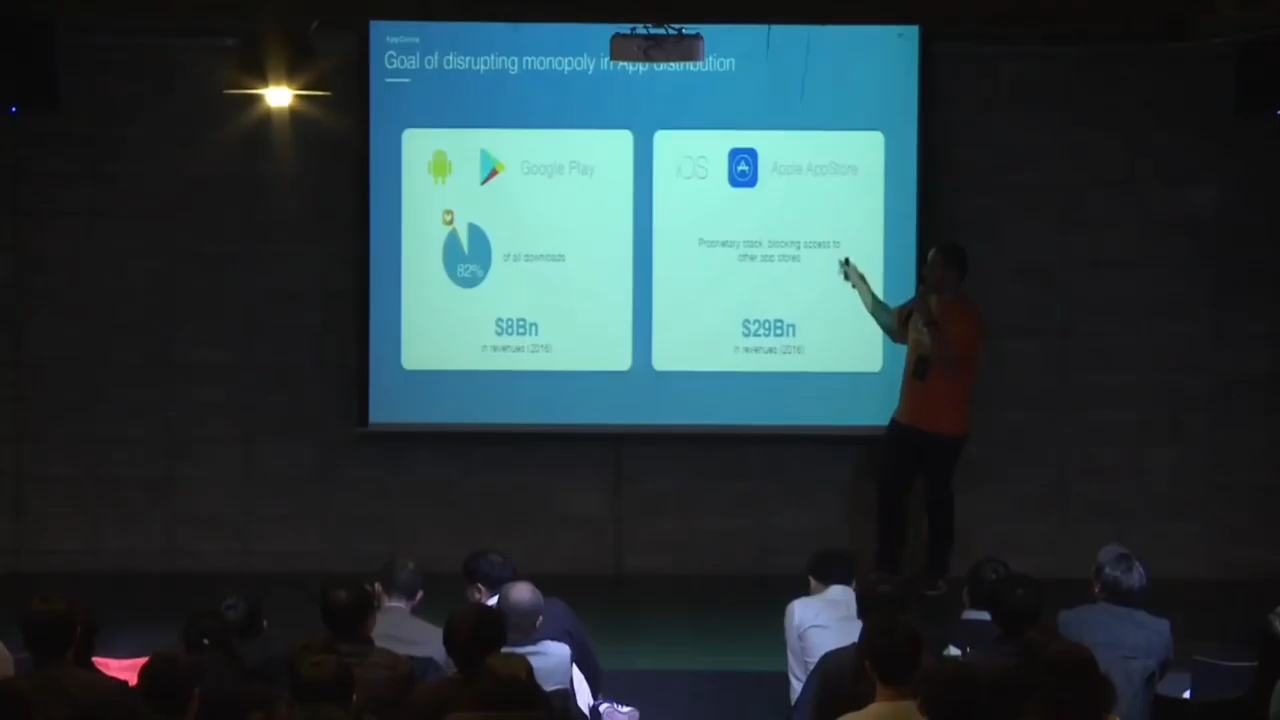 AppCoins
Goal of disrupting monopoly in App distribution
Google Play
82%
of all downloads
$8Bn
in revenues (2016)
iOS
Apple AppStore
Proprietary stack, blocking access to
other app stores
$29Bn
in revenues (2016)